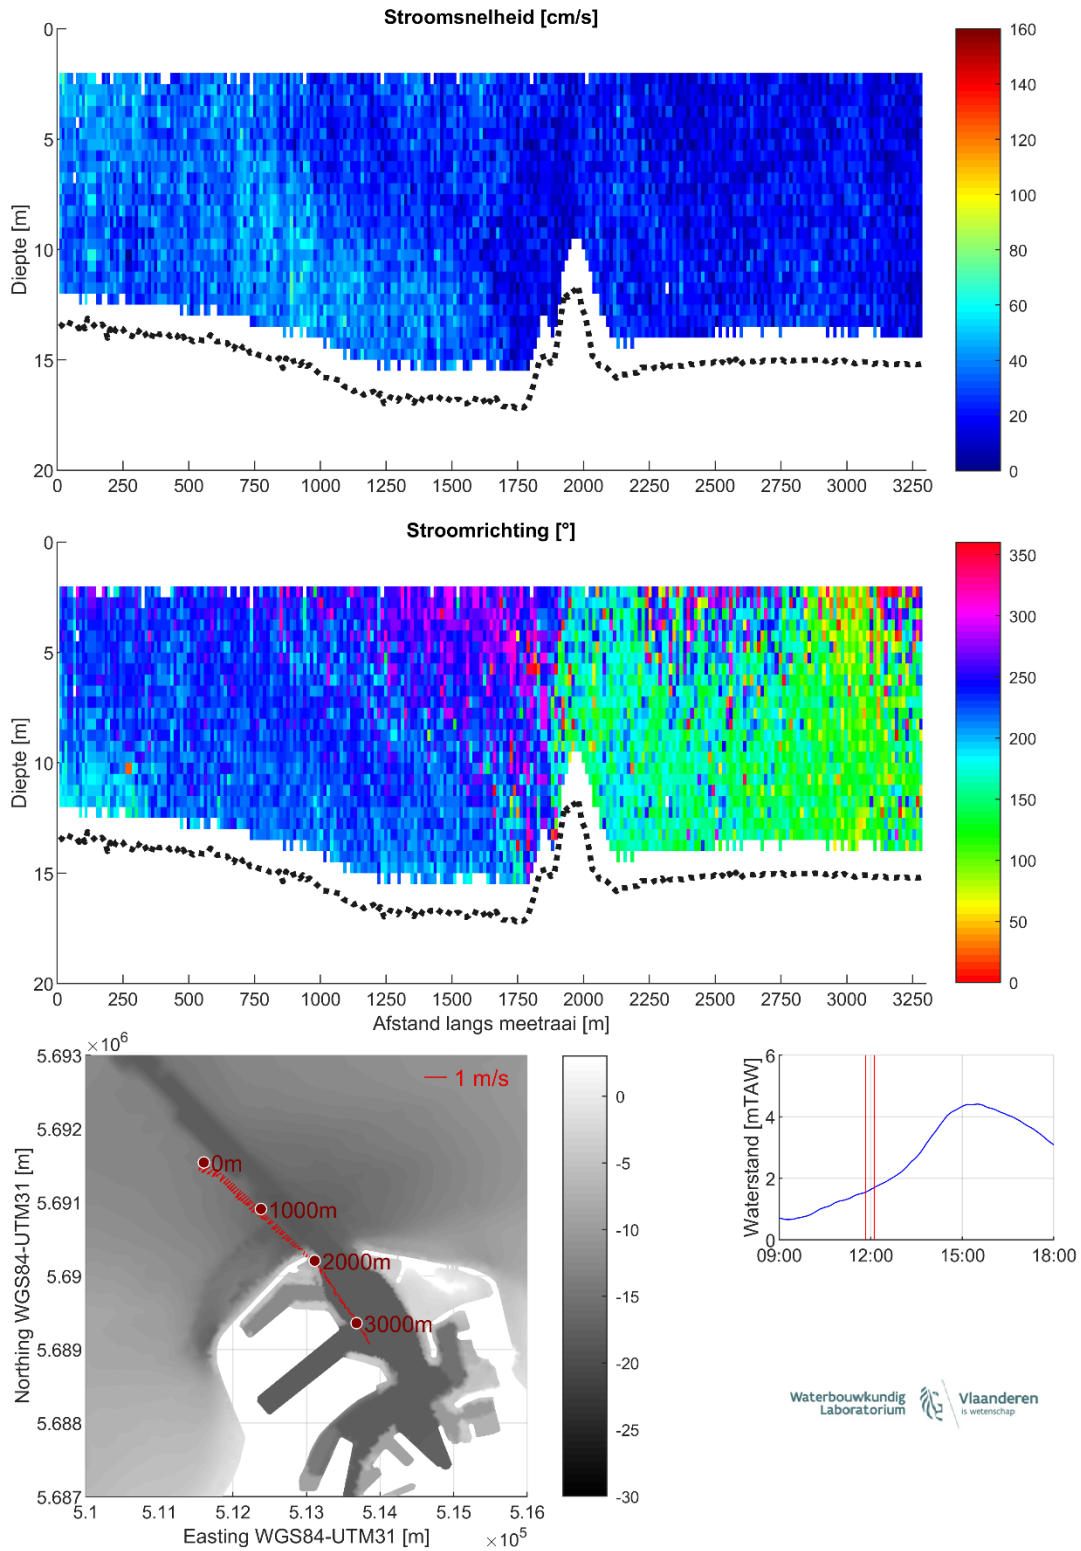 Stroomsnelheid [cm/s]
0
5
10
15
20
Diepte [m]
0 250 500 750 1000 1250 1500 1750 2000 2250 2500 2750 3000 3250
160
140
120
100
80
60
40
20
0
Stroomrichting [°]
0
5
10
15
20
Diepte [m]
0 250 500 750 1000 1250 1500 1750 2000 2250 2500 2750 3000 3250
Afstand langs meetraai [m]
350
300
250
200
150
100
50
0
×10⁶
5.693
5.692
5.691
5.69
5.689
5.688
5.687
Northing WGS84-UTM31 [m]
1 m/s
0m
1000m
2000m
3000m
5.1 5.12 5.13 5.14 5.15 5.16
Easting WGS84-UTM31 [m]
×10⁵
0
-5
-10
-15
-20
-25
-30
Waterstand [mTAW]
6
4
2
0
09:00 12:00 15:00 18:00
Waterbouwkundig
Laboratorium
Vlaanderen
is wetenschap